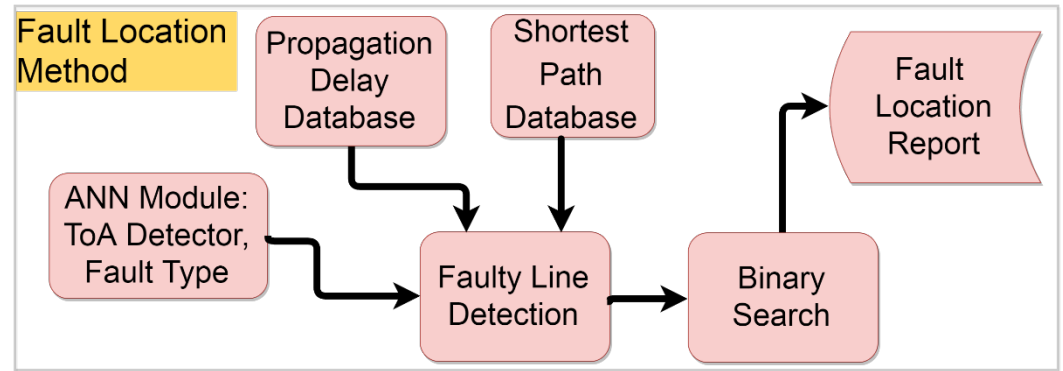 Fault Location
Method
Propagation
Delay
Database
Shortest
Path
Database
Fault
Location
Report
ANN Module:
ToA Detector,
Fault Type
Faulty Line
Detection
Binary
Search